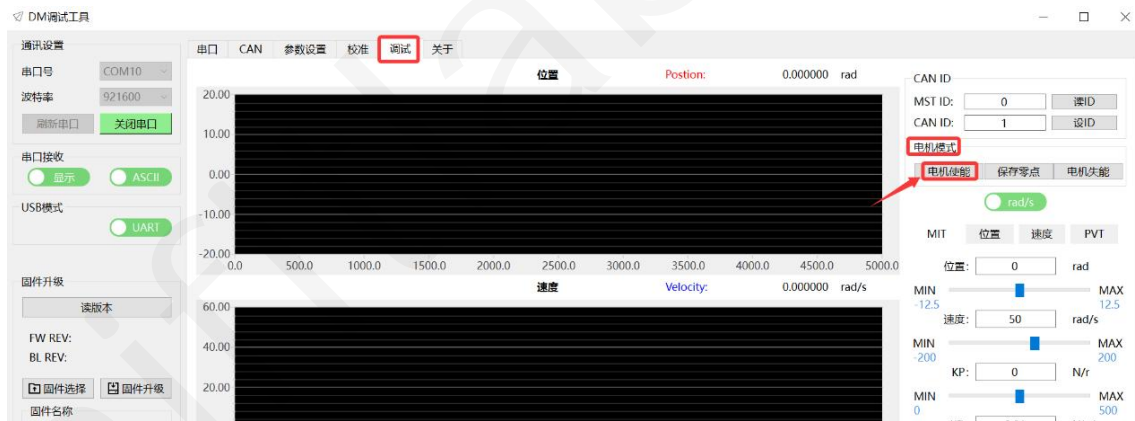 DM调试工具
通讯设置
串口号 COM10
波特率 921600
刷新串口 关闭串口
串口接收
显示 ASCII
USB模式
UART
固件升级
读版本
FW REV:
BL REV:
固件选择 固件升级
固件名称
串口 CAN 参数设置 校准 调试 关于
位置 Postion: 0.000000 rad
20.00
10.00
0.00
-10.00
-20.00
0.0 500.0 1000.0 1500.0 2000.0 2500.0 3000.0 3500.0 4000.0 4500.0 5000.0
速度 Velocity: 0.000000 rad/s
60.00
40.00
20.00
CAN ID
MST ID: 0 读ID
CAN ID: 1 设ID
电机模式
电机使能 保存零点 电机失能
rad/s
MIT 位置 速度 PVT
位置: 0 rad
MIN MAX
-12.5 12.5
速度: 50 rad/s
MIN MAX
-200 200
KP: 0 N/r
MIN MAX
0 500